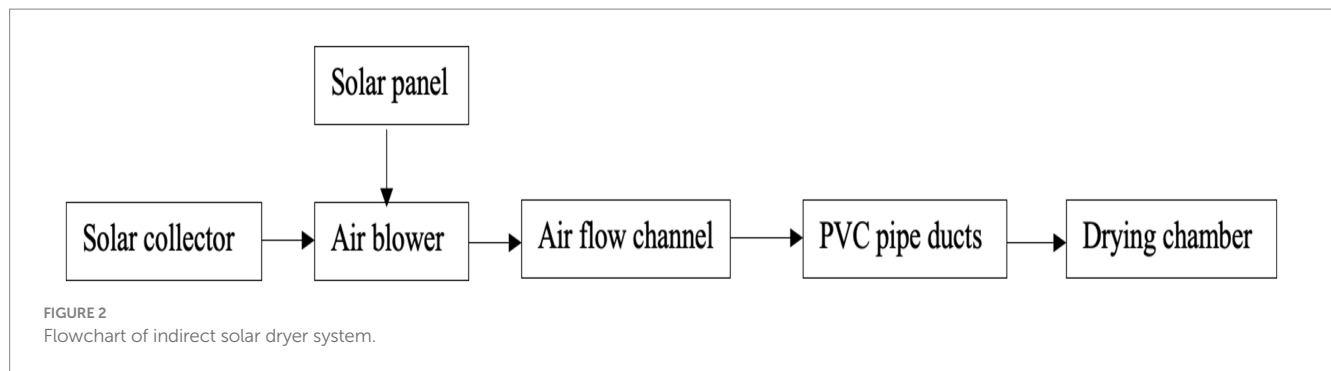 Solar panel
Solar collector
Air blower
Air flow channel
PVC pipe ducts
Drying chamber
FIGURE 2
Flowchart of indirect solar dryer system.